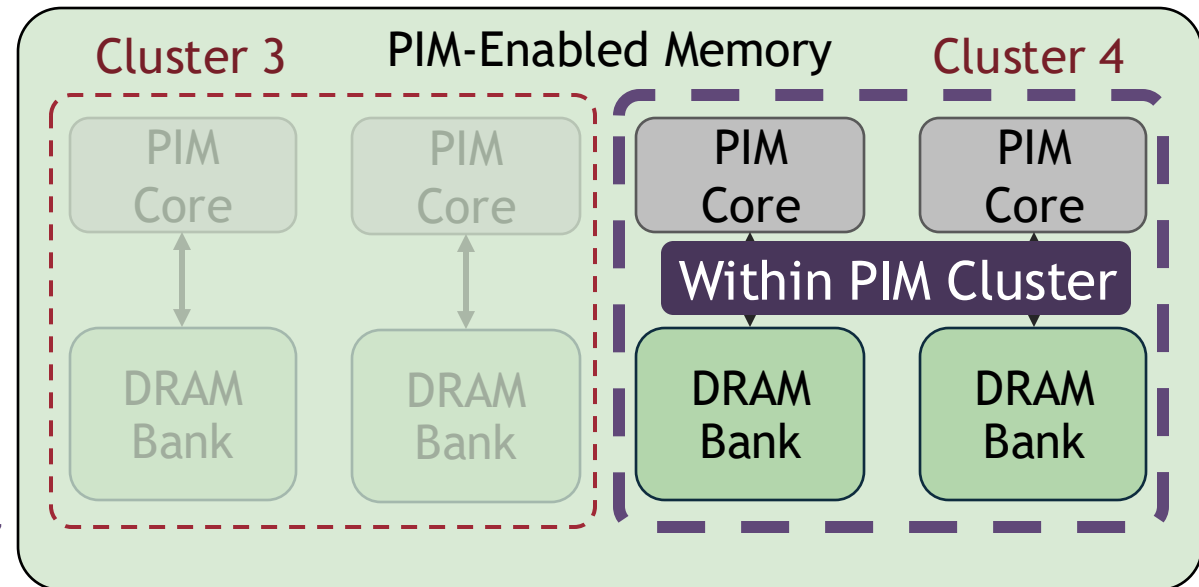 PIM-Enabled Memory
Cluster 3
PIM
Core
PIM
Core
DRAM
Bank
DRAM
Bank
Cluster 4
PIM
Core
PIM
Core
Within PIM Cluster
DRAM
Bank
DRAM
Bank